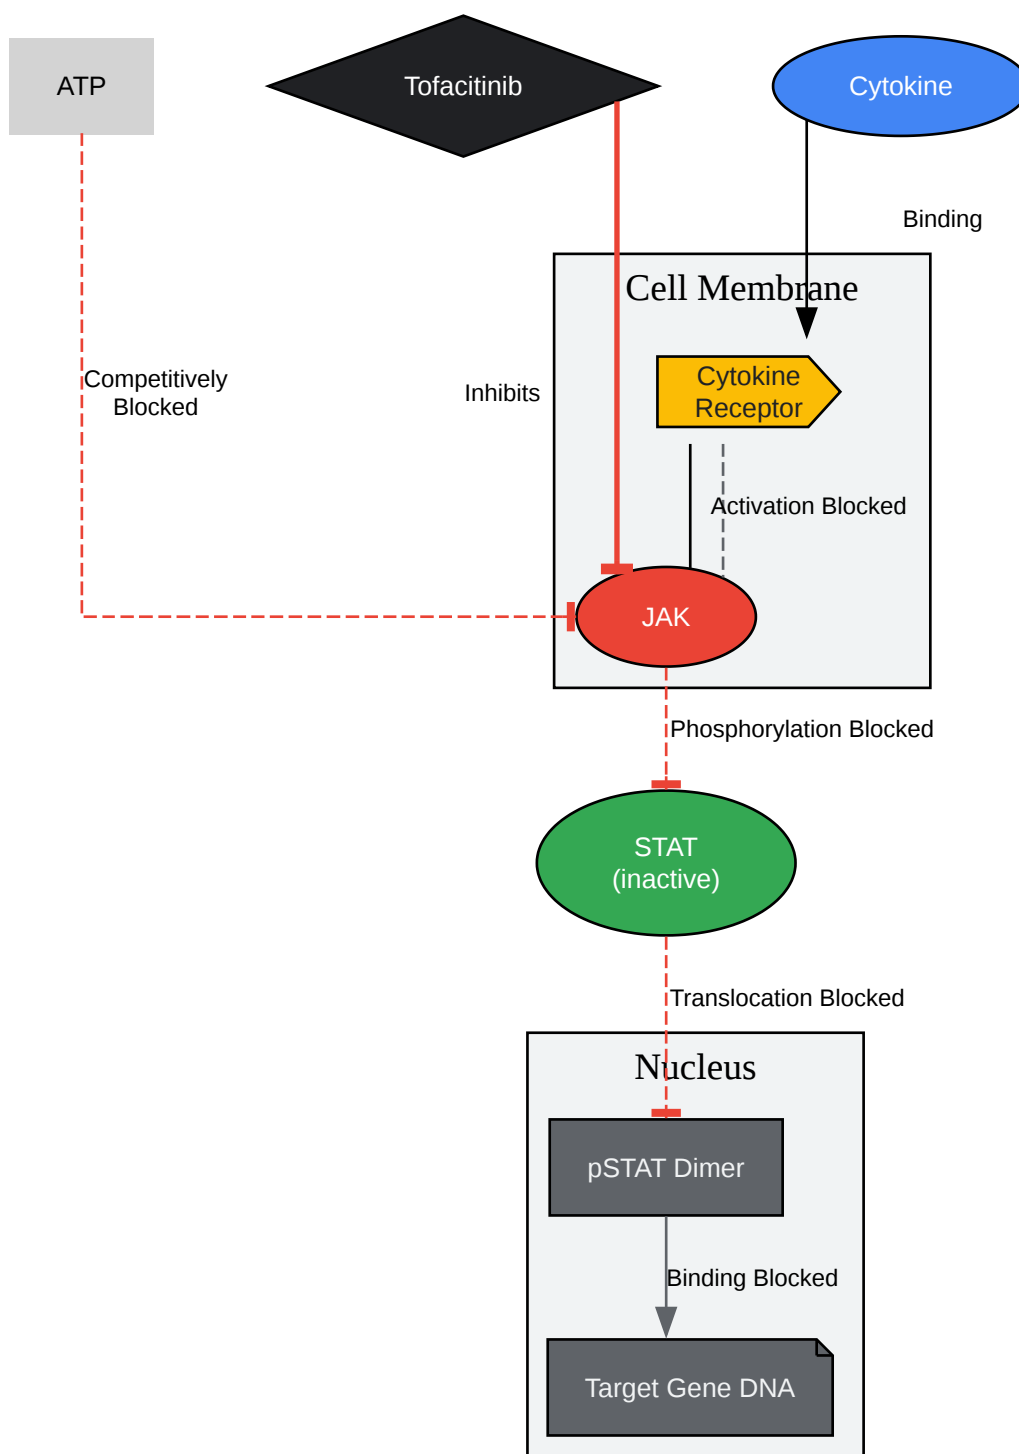 ATP
Tofacitinib
Cytokine
Binding
Cell Membrane
Competitively
Blocked
Inhibits
Cytokine
Receptor
Activation Blocked
JAK
Phosphorylation Blocked
STAT
(inactive)
Translocation Blocked
Nucleus
pSTAT Dimer
Binding Blocked
Target Gene DNA